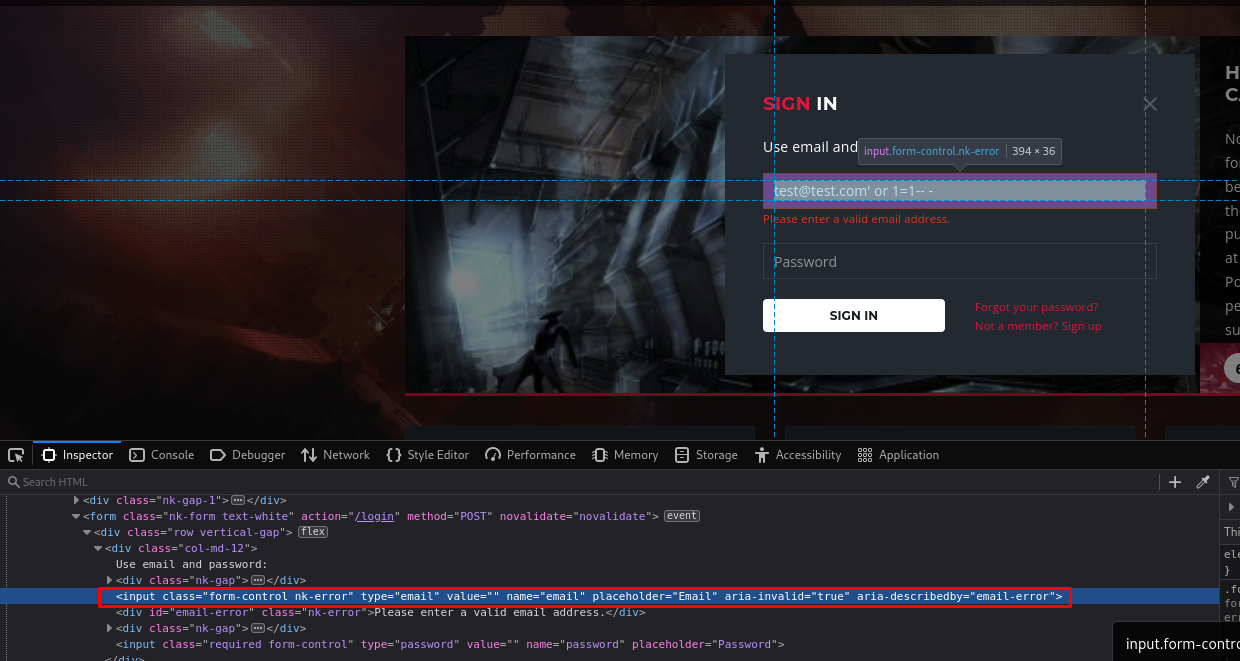 SIGN IN
H
CA
Use email and
input.form-control.nk-error | 394 × 36
No
for
test@test.com' or 1=1-- -
be
Please enter a valid email address.
the
pu
at
Password
Po
pe
SIGN IN
Forgot your password?
Not a member? Sign up
su
6
Inspector
Console
Debugger
Network
Style Editor
Performance
Memory
Storage
Accessibility
Application
Search HTML
<div class="nk-gap-1"></div>
<form class="nk-form text-white" action="/login" method="POST" novalidate="novalidate"> event
<div class="row vertical-gap"> flex
<div class="col-md-12">
Use email and password:
<div class="nk-gap"></div>
<input class="form-control nk-error" type="email" value="" name="email" placeholder="Email" aria-invalid="true" aria-describedby="email-error">
<div id="email-error" class="nk-error">Please enter a valid email address.</div>
<div class="nk-gap"></div>
<input class="required form-control" type="password" value="" name="password" placeholder="Password">
</div>
Thi
ele
}
.fo
for
err
input.form-contro